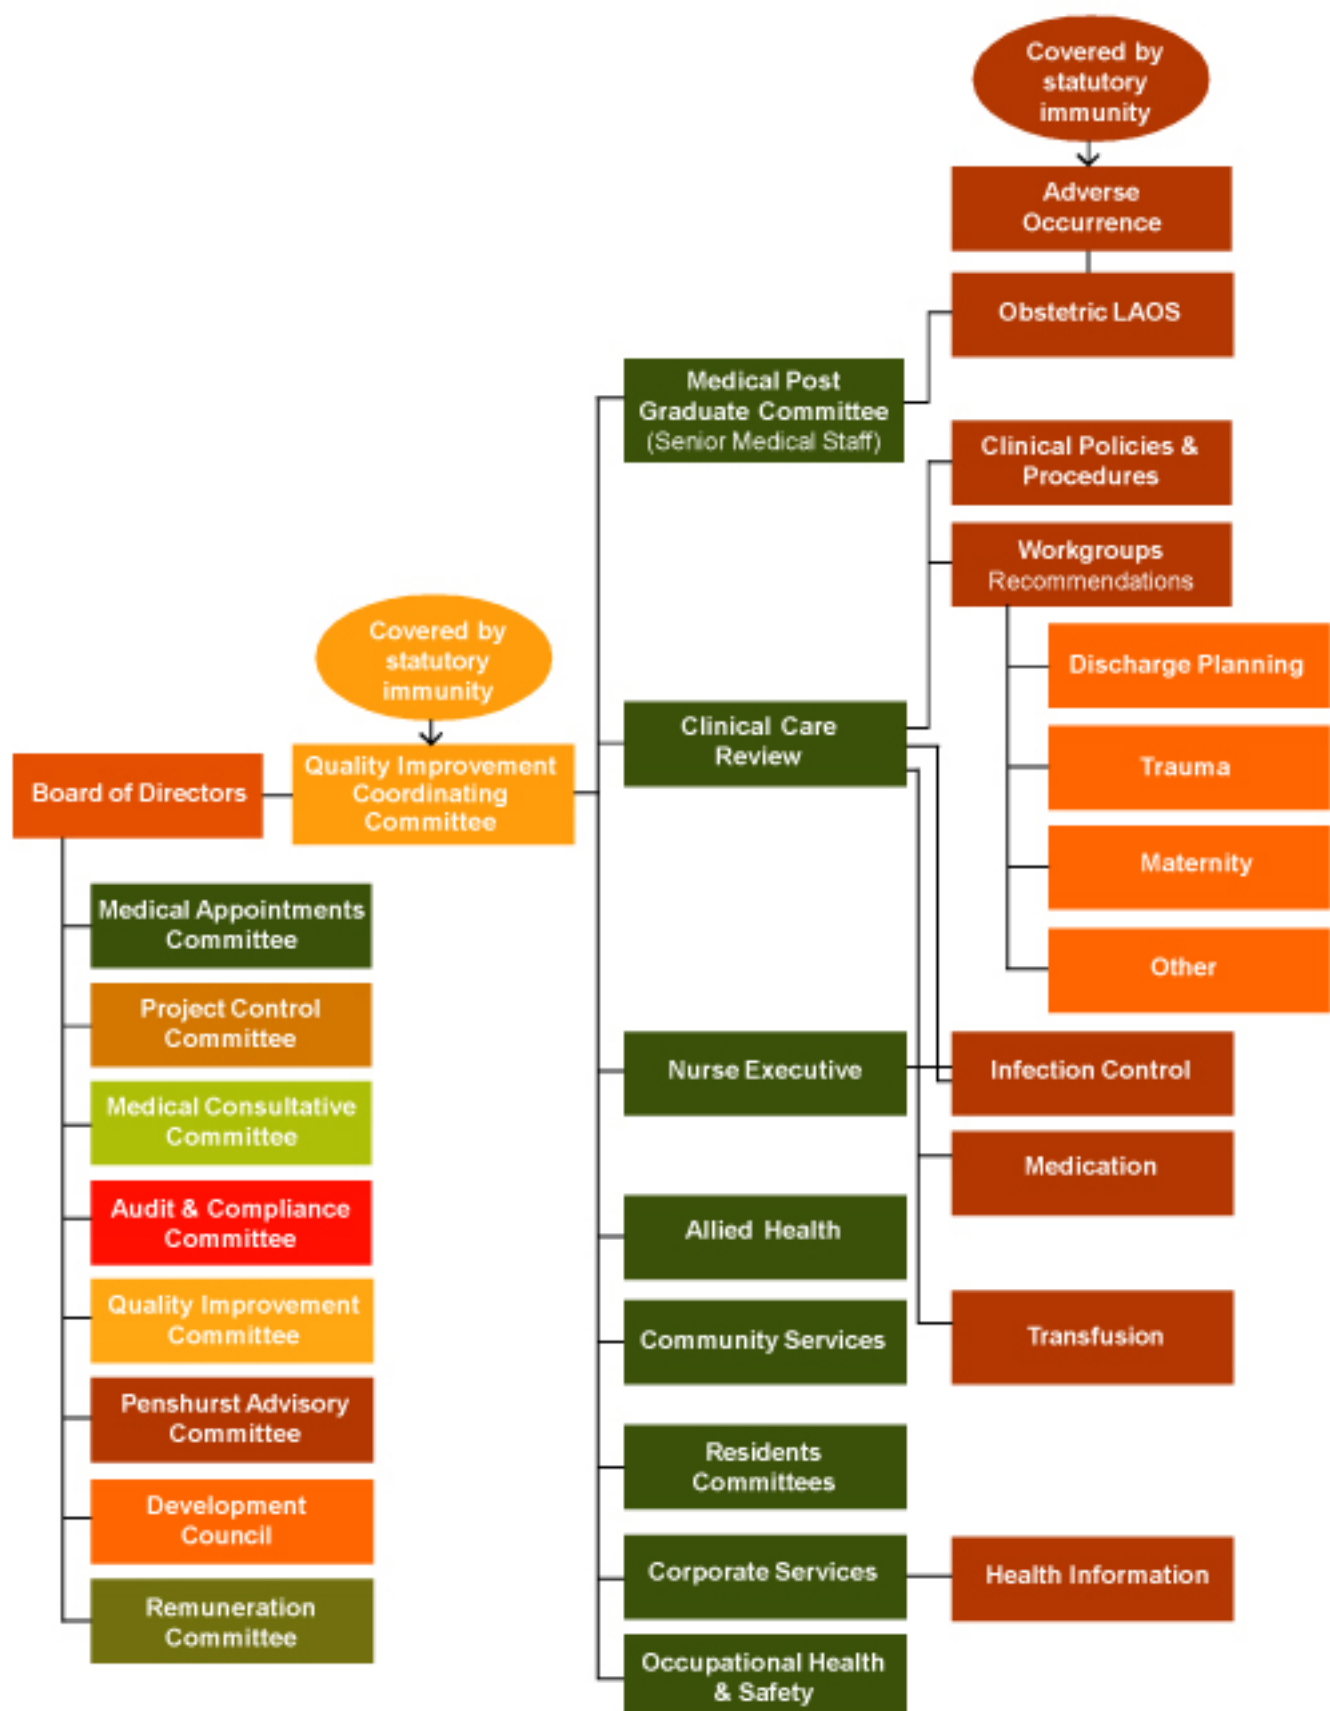 Covered by
statutory
immunity
Adverse
Occurrence
Obstetric LAOS
Medical Post
Graduate Committee
(Senior Medical Staff)
Clinical Policies &
Procedures
Workgroups
Recommendations
Discharge Planning
Trauma
Maternity
Other
Covered by
statutory
immunity
Clinical Care
Review
Board of Directors
Quality Improvement
Coordinating
Committee
Medical Appointments
Committee
Project Control
Committee
Medical Consultative
Committee
Audit & Compliance
Committee
Quality Improvement
Committee
Penshurst Advisory
Committee
Development
Council
Remuneration
Committee
Nurse Executive
Infection Control
Medication
Allied Health
Community Services
Transfusion
Residents
Committees
Corporate Services
Health Information
Occupational Health
& Safety